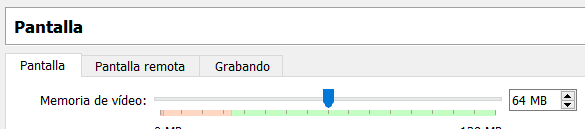 Pantalla
Pantalla remota Grabando
Pantalla
Memoria de vídeo: 64 MB